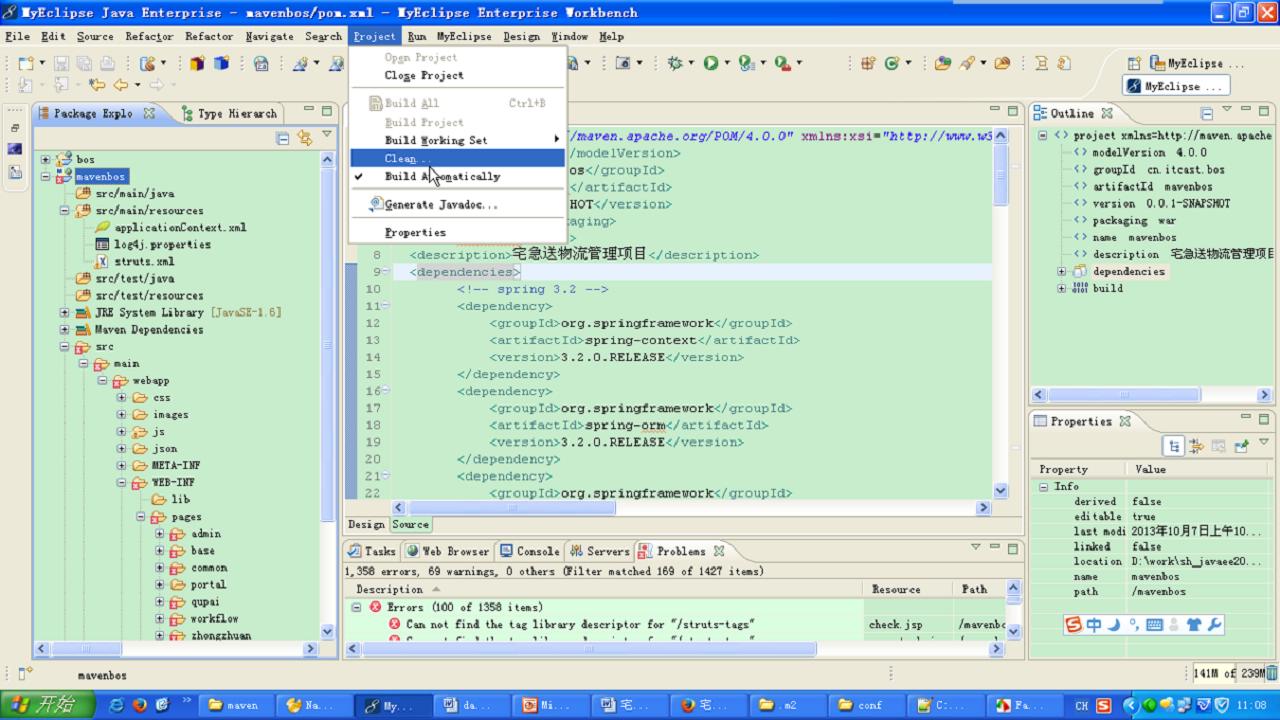 MyEclipse Java Enterprise - mavenbos/pom.xml - MyEclipse Enterprise Workbench
File Edit Source Refactor Refactor Navigate Search Project Run MyEclipse Design Window Help
Open Project
Close Project
Build All Ctrl+B
Build Project
Build Working Set
Clean...
Build Automatically
Generate Javadoc...
Properties
MyEclipse ...
MyEclipse ...
Package Explo
Type Hierarch
bos
mavenbos
src/main/java
src/main/resources
applicationContext.xml
log4j.properties
struts.xml
src/test/java
src/test/resources
JRE System Library [JavaSE-1.6]
Maven Dependencies
src
main
webapp
css
images
js
json
META-INF
WEB-INF
lib
pages
admin
base
common
portal
qupai
workflow
zhongzhuan
/maven.apache.org/POM/4.0.0" xmlns:xsi="http://www.w3
/modelVersion>
os</groupId>
</artifactId>
HOT</version>
aging>
>
8 <description>宅急送物流管理项目</description>
9 <dependencies>
10 <!-- spring 3.2 -->
11 <dependency>
12 <groupId>org.springframework</groupId>
13 <artifactId>spring-context</artifactId>
14 <version>3.2.0.RELEASE</version>
15 </dependency>
16 <dependency>
17 <groupId>org.springframework</groupId>
18 <artifactId>spring-orm</artifactId>
19 <version>3.2.0.RELEASE</version>
20 </dependency>
21 <dependency>
22 <groupId>org.springframework</groupId>
Design Source
Tasks Web Browser Console Servers Problems
1,358 errors, 69 warnings, 0 others (Filter matched 169 of 1427 items)
Description Resource Path
Errors (100 of 1358 items)
Can not find the tag library descriptor for "/struts-tags" check.jsp /mavenbo
Outline
project xmlns=http://maven.apache
modelVersion 4.0.0
groupId cn.itcast.bos
artifactId mavenbos
version 0.0.1-SNAPSHOT
packaging war
name mavenbos
description 宅急送物流管理项目
dependencies
build
Properties
Property Value
Info
derived false
editable true
last modi 2013年10月7日上午10...
linked false
location D:\work\sh_javaee20...
name mavenbos
path /mavenbos
中
mavenbos
141M of 239M
开始
maven
Na...
My...
da...
Mi...
宅...
宅...
.m2
conf
C:...
Fa...
CH
11:08